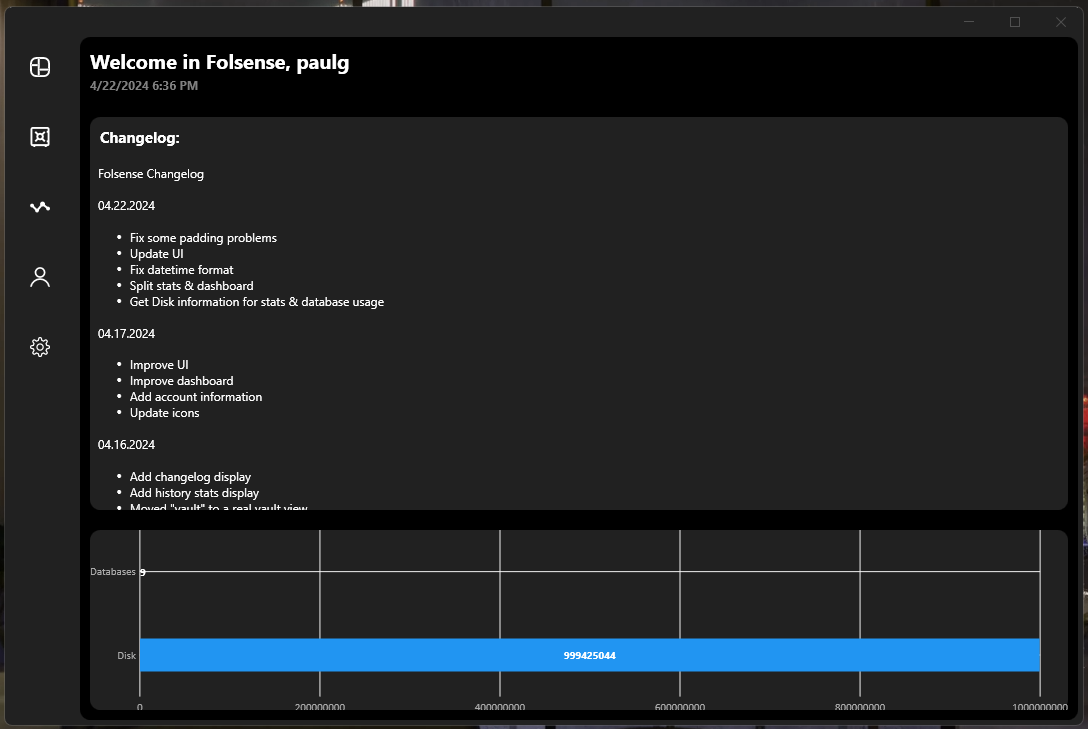 Welcome in Folsense, paulg
4/22/2024 6:36 PM
Changelog:
Folsense Changelog
04.22.2024
• Fix some padding problems
• Update UI
• Fix datetime format
• Split stats & dashboard
• Get Disk information for stats & database usage
04.17.2024
• Improve UI
• Improve dashboard
• Add account information
• Update icons
04.16.2024
• Add changelog display
• Add history stats display
• Moved "vault" to a real vault view
Databases 9
Disk 999425044
0 200000000 400000000 600000000 800000000 1000000000